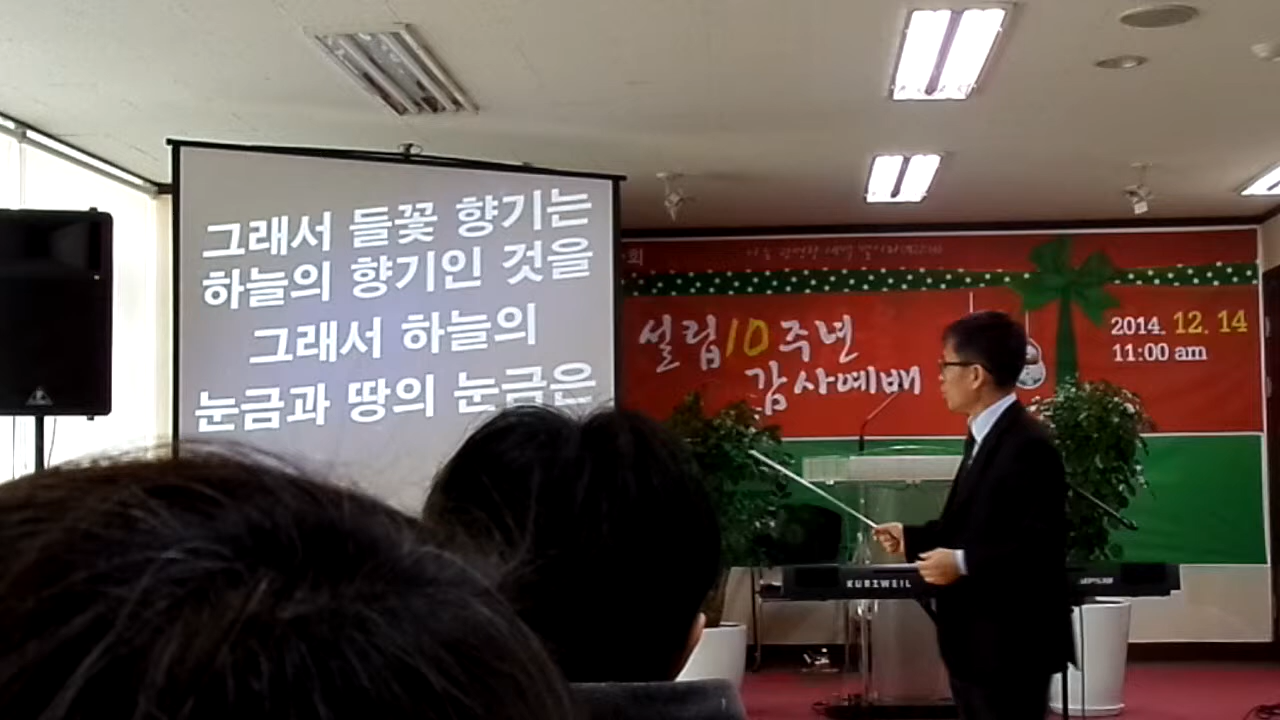 그래서 들꽃 향기는
하늘의 향기인 것을
그래서 하늘의
눈금과 땅의 눈금은
설립10주년
감사예배
2014. 12. 14
11:00 am
KURZWEIL